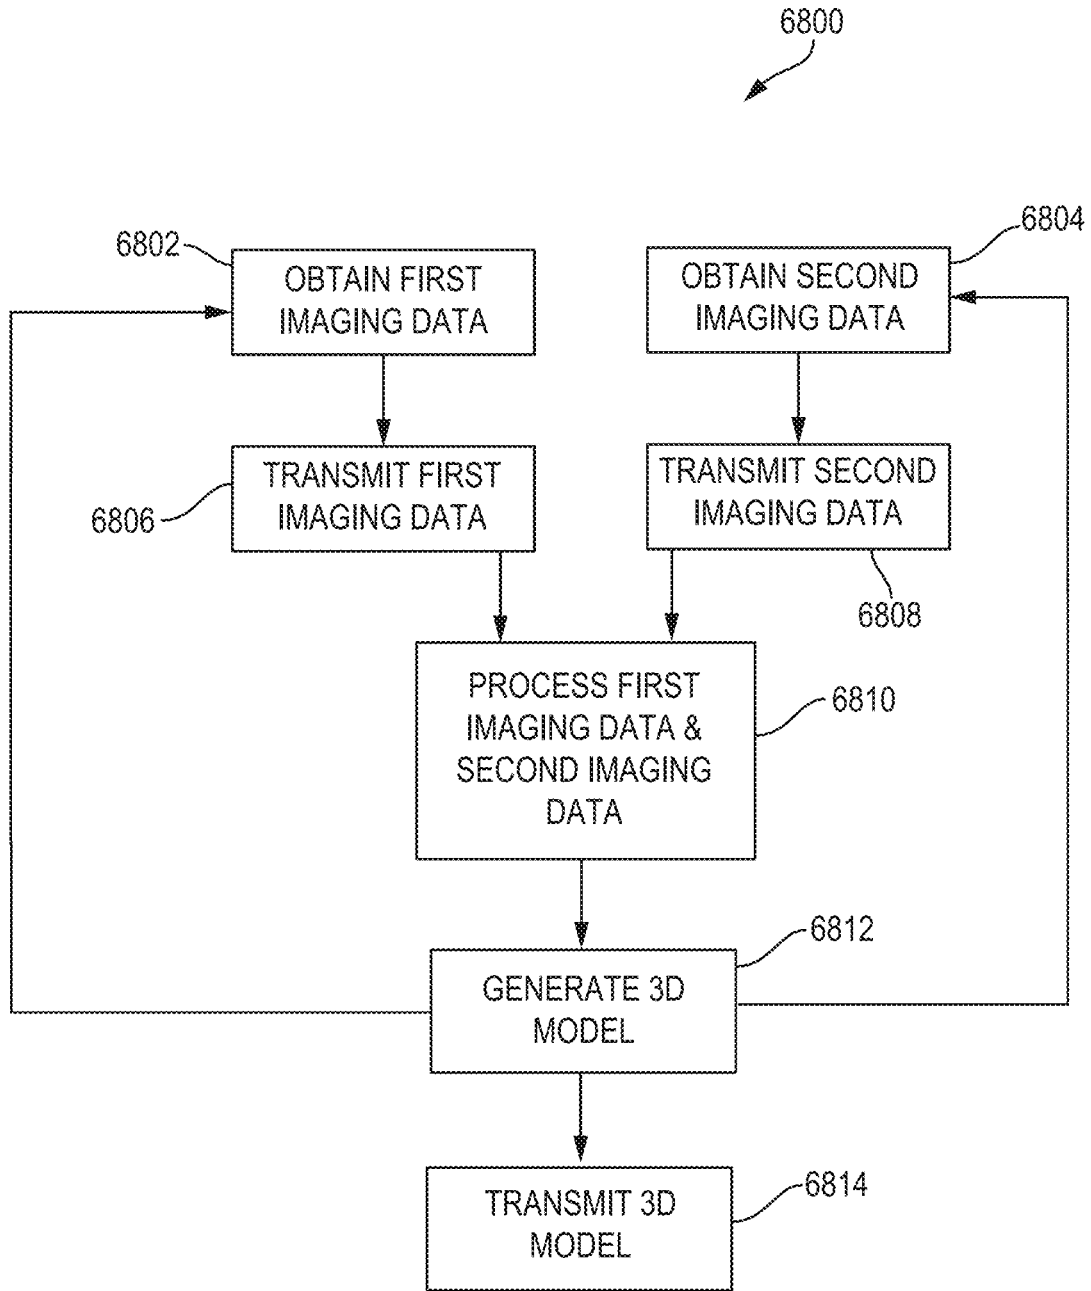 6800
6802
OBTAIN FIRST
IMAGING DATA
6804
OBTAIN SECOND
IMAGING DATA
TRANSMIT FIRST
IMAGING DATA
6806
TRANSMIT SECOND
IMAGING DATA
6808
PROCESS FIRST
IMAGING DATA &
SECOND IMAGING
DATA
6810
GENERATE 3D
MODEL
6812
TRANSMIT 3D
MODEL
6814